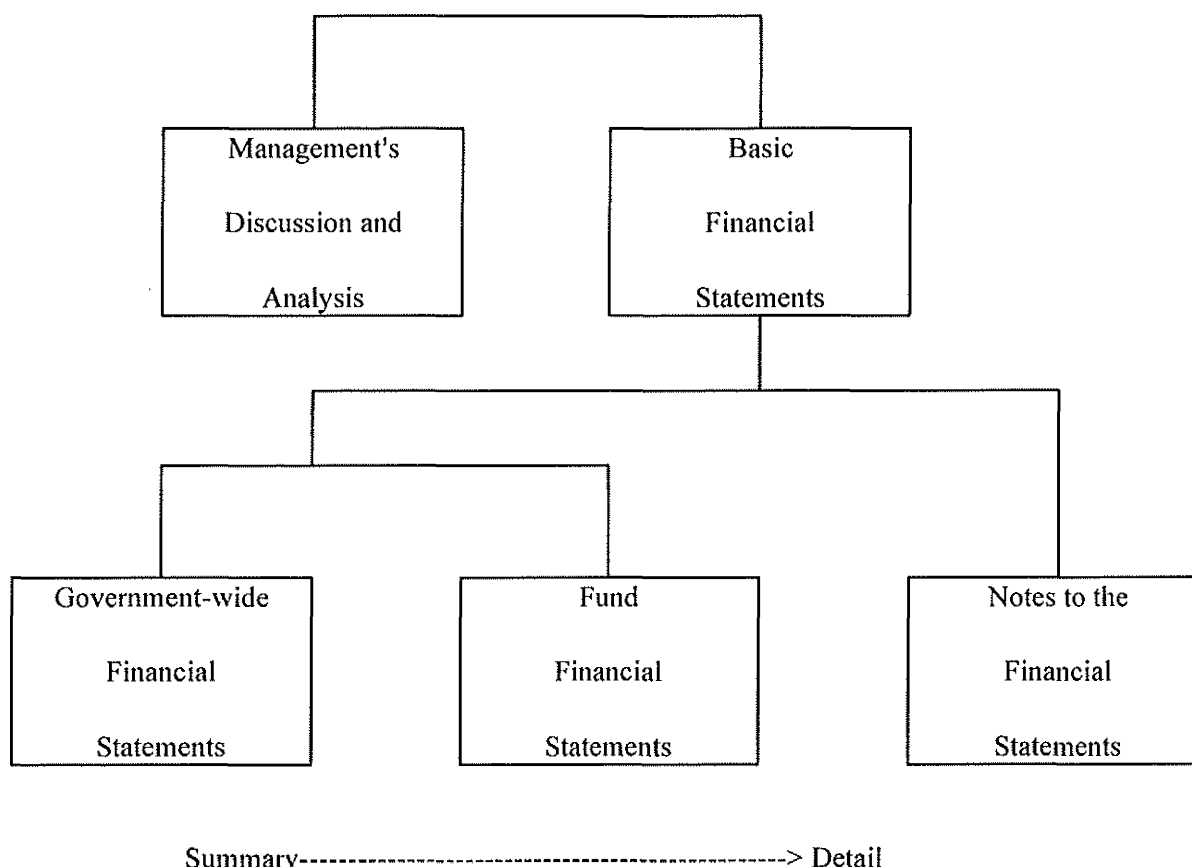 Management's
Discussion and
Analysis
Basic
Financial
Statements
Government-wide
Financial
Statements
Fund
Financial
Statements
Notes to the
Financial
Statements
Summary------------------------------------------------> Detail